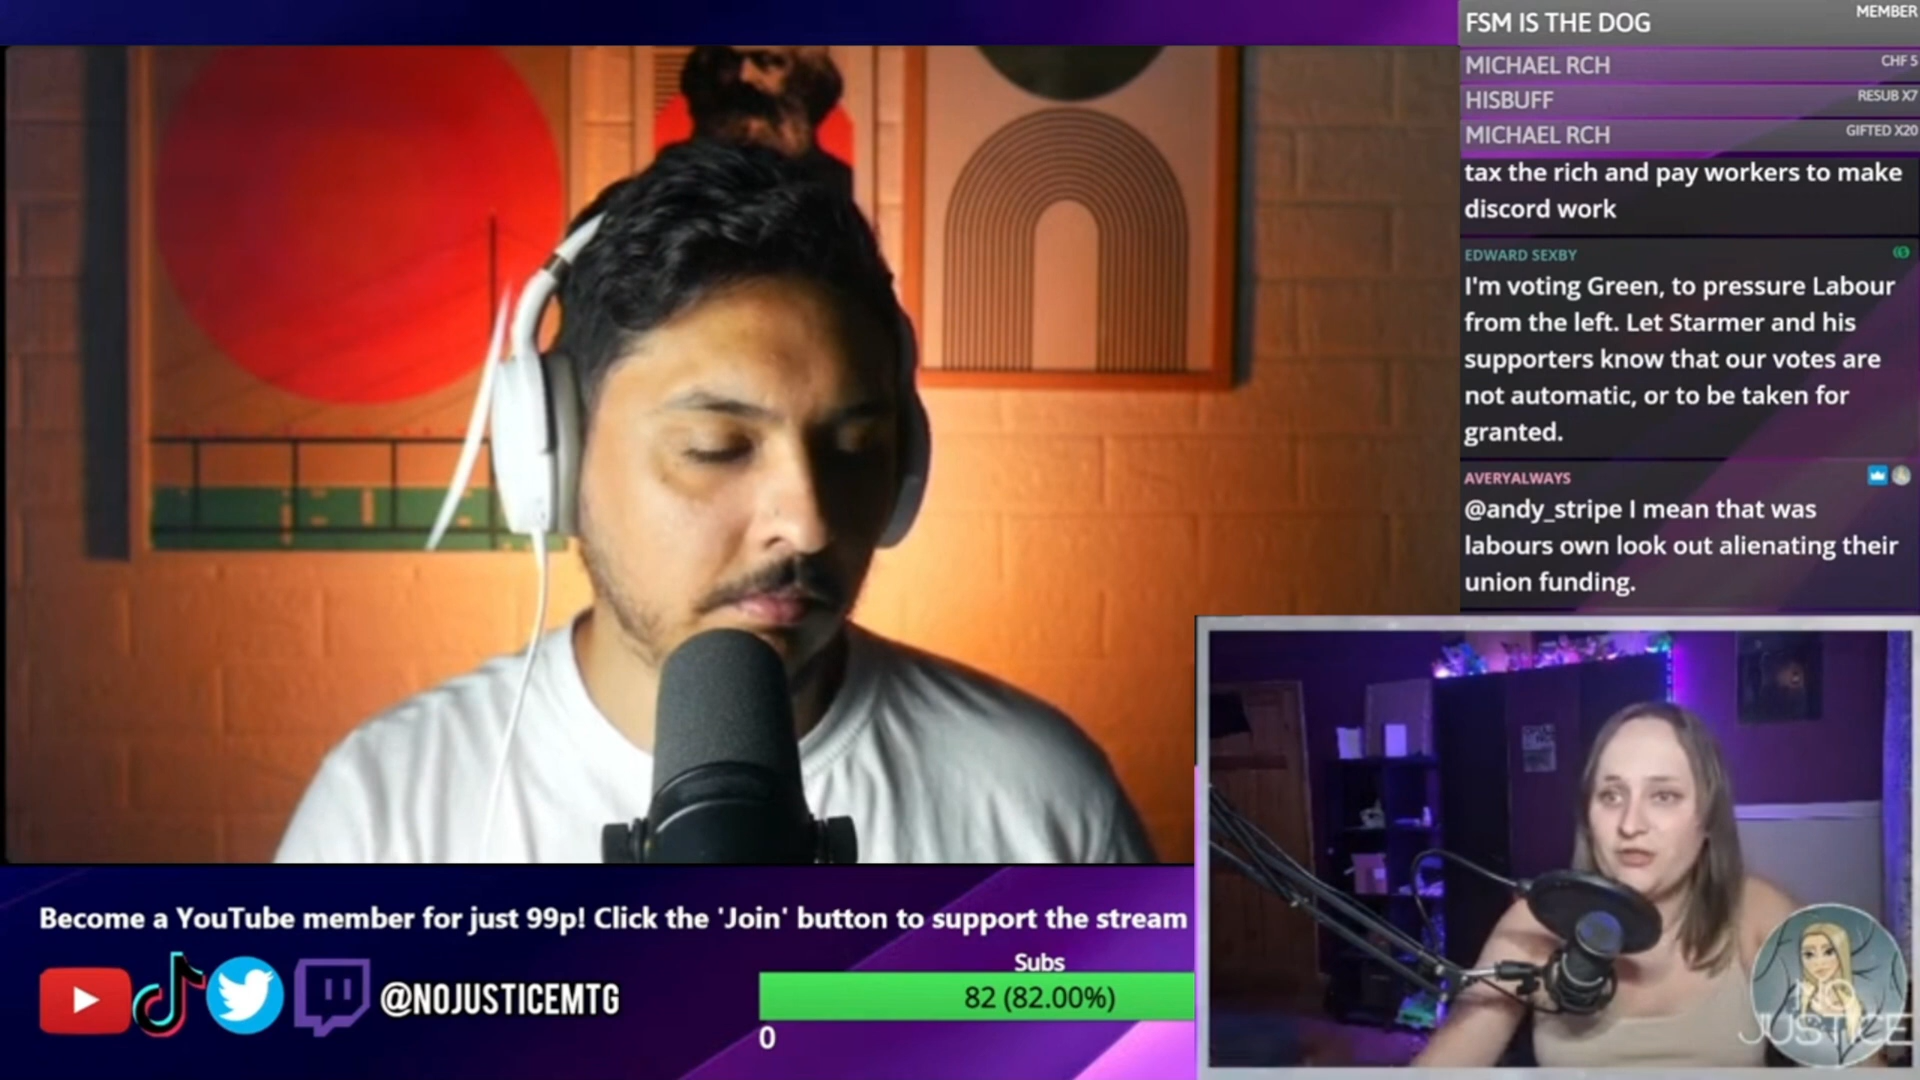 FSM IS THE DOG
MEMBER
MICHAEL RCH
CHF 5
HISBUFF
RESUB X7
MICHAEL RCH
GIFTED X20
tax the rich and pay workers to make
discord work
EDWARD SEXBY
I'm voting Green, to pressure Labour
from the left. Let Starmer and his
supporters know that our votes are
not automatic, or to be taken for
granted.
AVERYALWAYS
@andy_stripe I mean that was
labours own look out alienating their
union funding.
Become a YouTube member for just 99p! Click the 'Join' button to support the stream
@NOJUSTICEMTG
Subs
82 (82.00%)
0
NO
JUSTICE